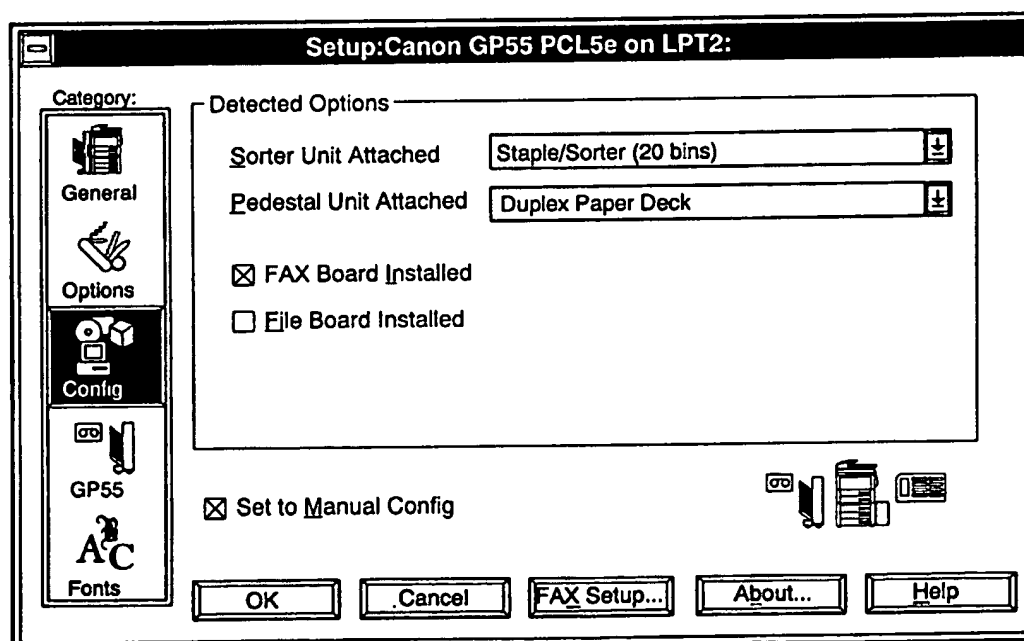 Setup:Canon GP55 PCL5e on LPT2:
Category:
General
Options
Config
GP55
Fonts
Detected Options
Sorter Unit Attached
Staple/Sorter (20 bins)
Pedestal Unit Attached
Duplex Paper Deck
FAX Board Installed
File Board Installed
Set to Manual Config
OK
Cancel
FAX Setup...
About...
Help